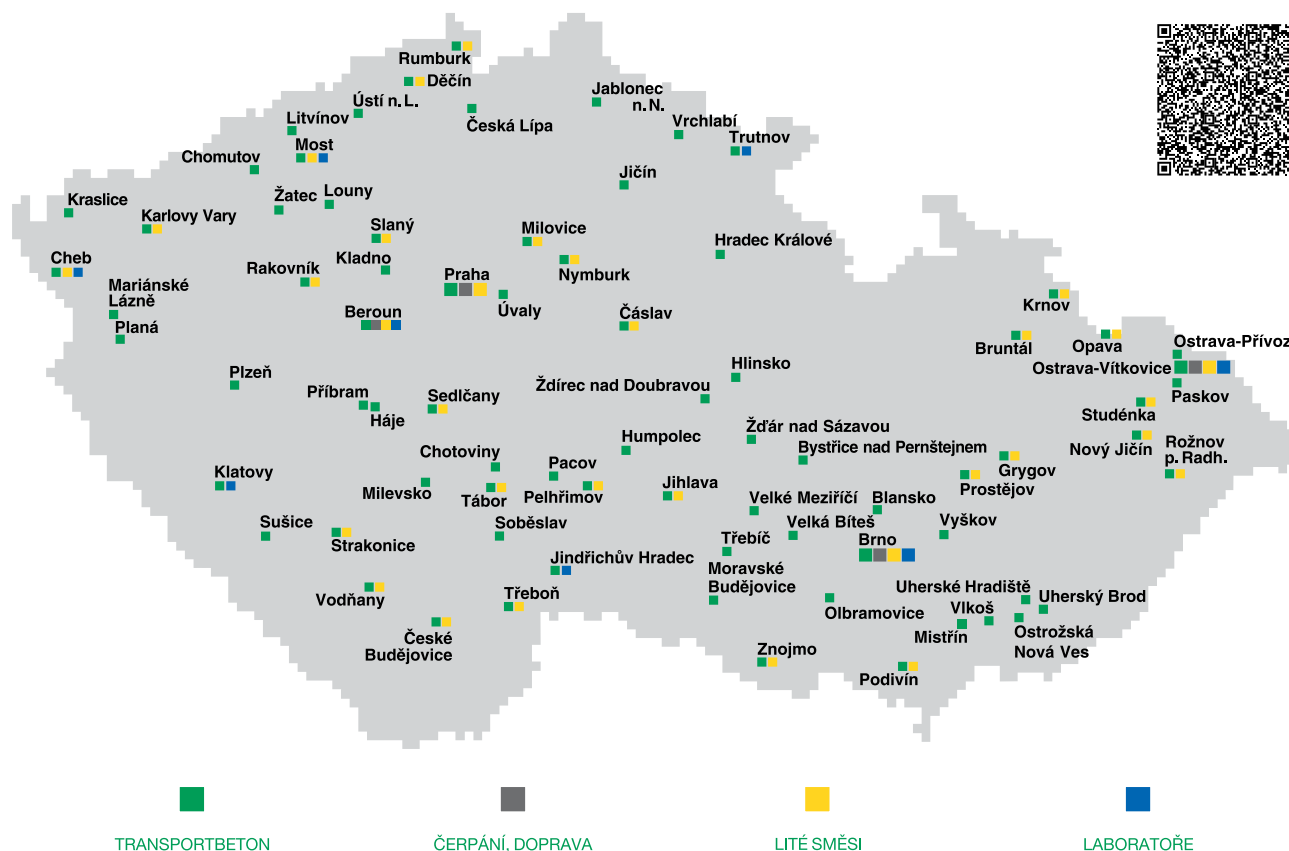 Rumburk
Děčín
Ústí n. L.
Jablonec
n. N.
Česká Lípa
Litvínov
Vrchlabí
Trutnov
Most
Chomutov
Jičín
Žatec
Louny
Kraslice
Karlovy Vary
Slaný
Milovice
Hradec Králové
Cheb
Kladno
Rakovník
Praha
Nymburk
Mariánské
Lázně
Úvaly
Krnov
Beroun
Čáslav
Planá
Bruntál
Opava
Ostrava-Přívoz
Hlinsko
Ostrava-Vítkovice
Plzeň
Ždírec nad Doubravou
Paskov
Příbram
Sedlčany
Háje
Studénka
Žďár nad Sázavou
Humpolec
Bystřice nad Pernštejnem
Nový Jičín
Rožnov
p. Radh.
Chotoviny
Pacov
Grygov
Klatovy
Milevsko
Tábor
Pelhřimov
Jihlava
Prostějov
Velké Meziříčí
Blansko
Sušice
Soběslav
Velká Bíteš
Vyškov
Strakonice
Třebíč
Brno
Jindřichův Hradec
Moravské
Budějovice
Uherské Hradiště
Vodňany
Třeboň
Olbramovice
Vlkoš
Uherský Brod
České
Budějovice
Mistřín
Ostrožská
Nová Ves
Znojmo
Podivín
TRANSPORTBETON
ČERPÁNÍ, DOPRAVA
LITÉ SMĚSI
LABORATOŘE